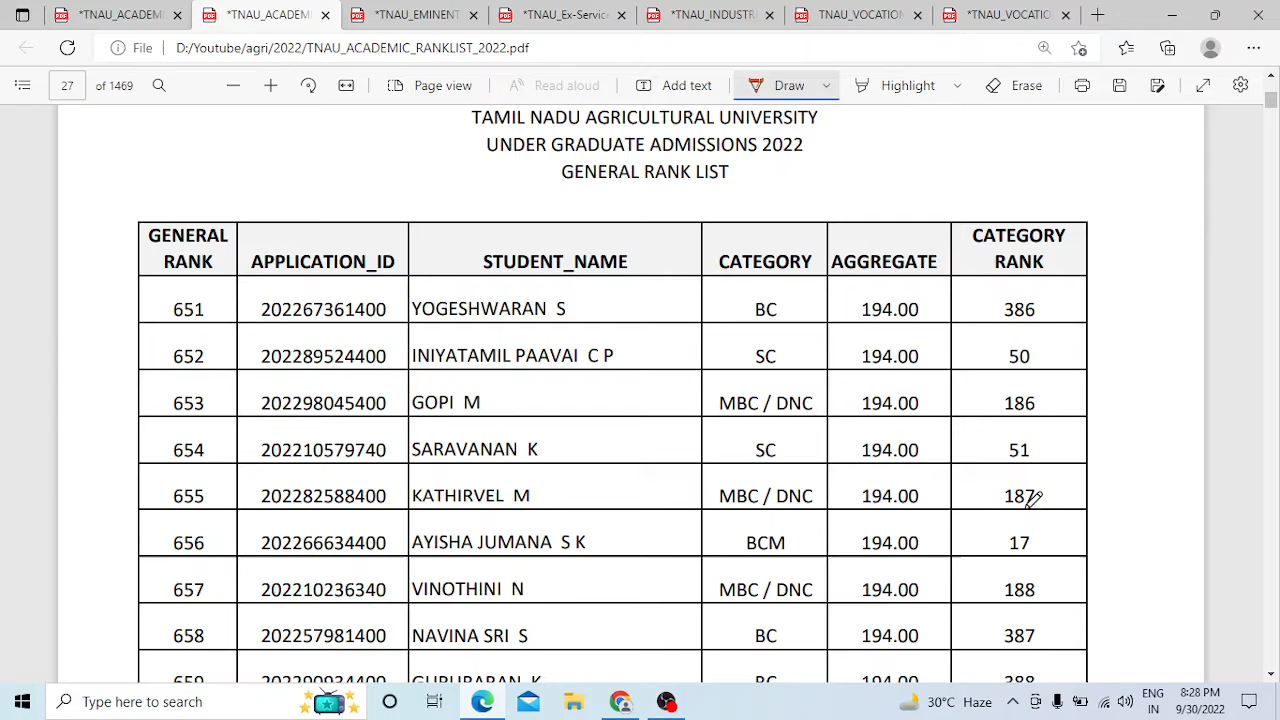 *TNAU_ACADEM
*TNAU_ACADEMI
*TNAU_EMINENT
*TNAU_Ex-Service
*TNAU_INDUSTR
TNAU_VOCATIO
*TNAU_VOCATIO
File D:/Youtube/agri/2022/TNAU_ACADEMIC_RANKLIST_2022.pdf
27 of 1469 Page view Read aloud Add text Draw Highlight Erase
TAMIL NADU AGRICULTURAL UNIVERSITY
UNDER GRADUATE ADMISSIONS 2022
GENERAL RANK LIST
GENERAL RANK APPLICATION_ID STUDENT_NAME CATEGORY AGGREGATE CATEGORY RANK
651 202267361400 YOGESHWARAN S BC 194.00 386
652 202289524400 INIYATAMIL PAAVAI C P SC 194.00 50
653 202298045400 GOPI M MBC / DNC 194.00 186
654 202210579740 SARAVANAN K SC 194.00 51
655 202282588400 KATHIRVEL M MBC / DNC 194.00 187
656 202266634400 AYISHA JUMANA S K BCM 194.00 17
657 202210236340 VINOTHINI N MBC / DNC 194.00 188
658 202257981400 NAVINA SRI S BC 194.00 387
Type here to search
30°C Haze
ENG
IN
8:28 PM
9/30/2022